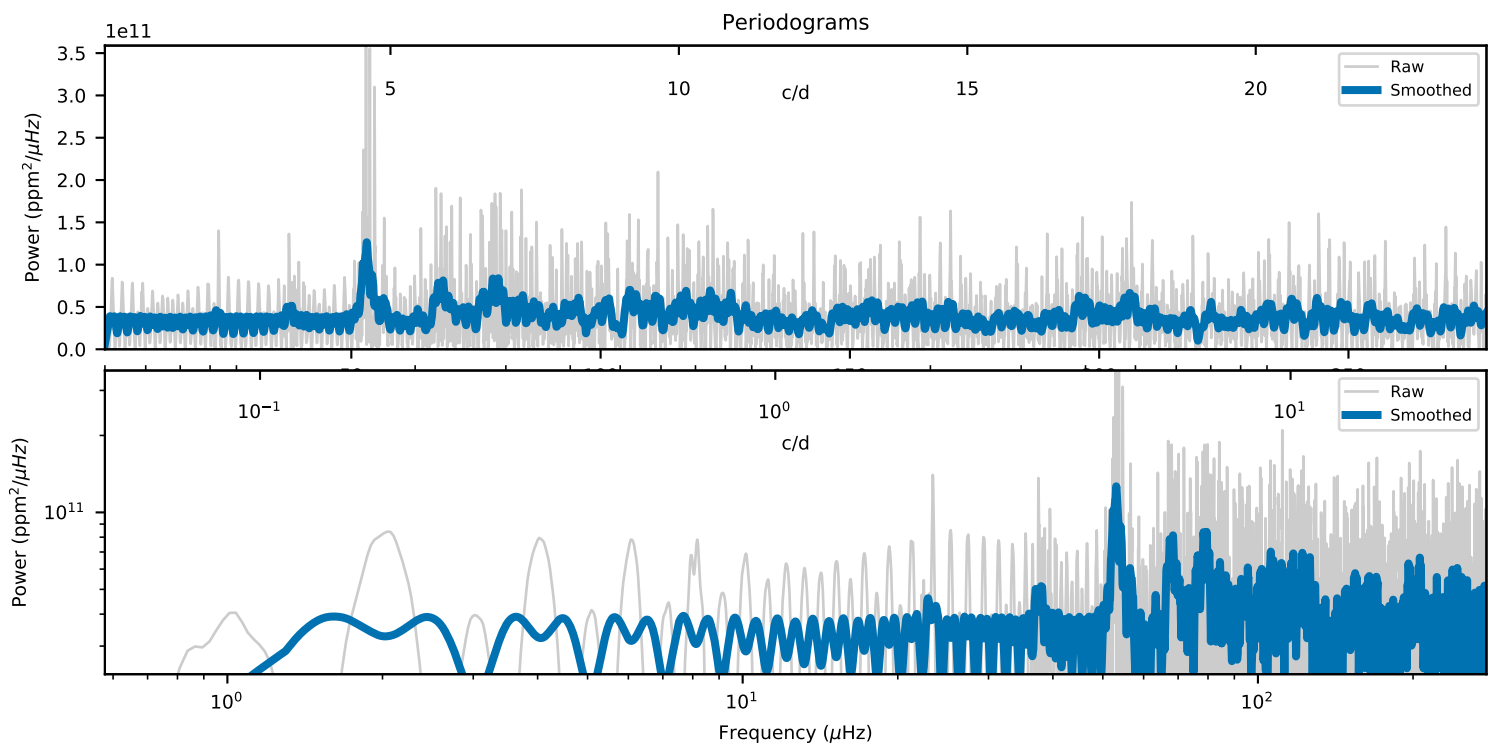 Periodograms
1e11
3.5
3.0
2.5
2.0
1.5
1.0
0.5
0.0
Power (ppm²/μHz)
5 10 15 20
c/d
Raw
Smoothed
10⁻¹ 10⁰ 10¹
c/d
Raw
Smoothed
10¹¹
Power (ppm²/μHz)
10⁰ 10¹ 10²
Frequency (μHz)